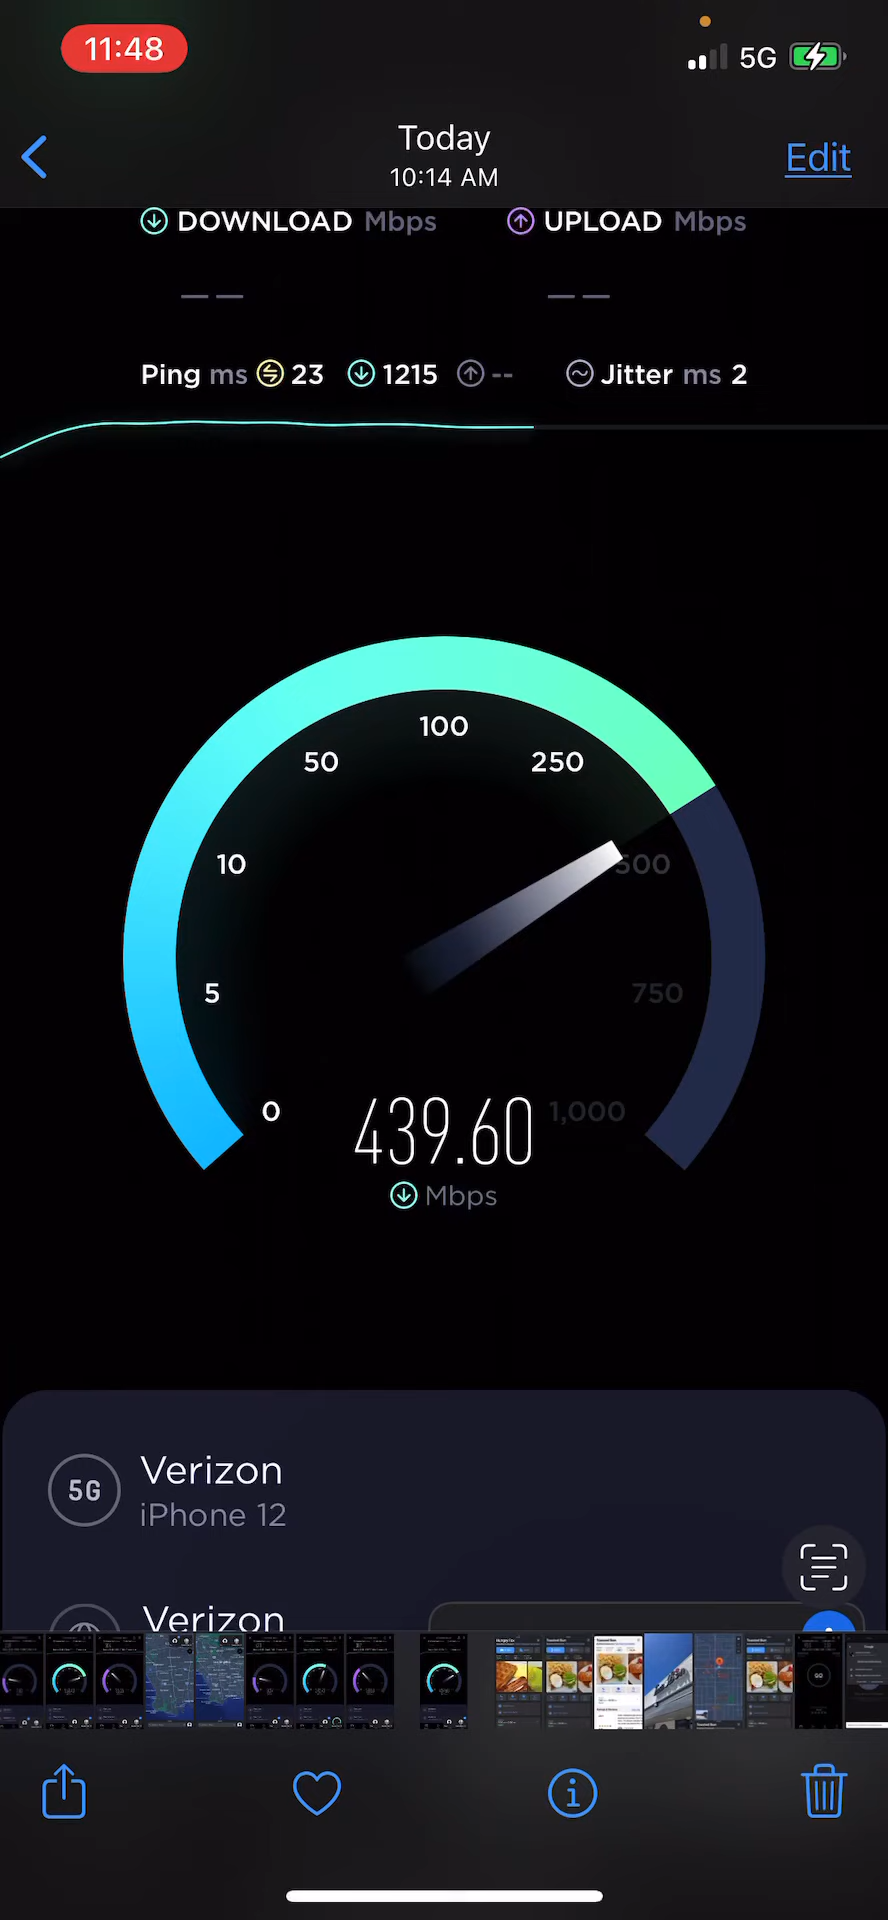 11:48 5G
Today
10:14 AM
Edit
DOWNLOAD Mbps UPLOAD Mbps
— — — —
Ping ms 23 1215 -- Jitter ms 2
100
50 250
10 500
5 750
0 1,000
439.60
Mbps
5G Verizon
iPhone 12
Verizon